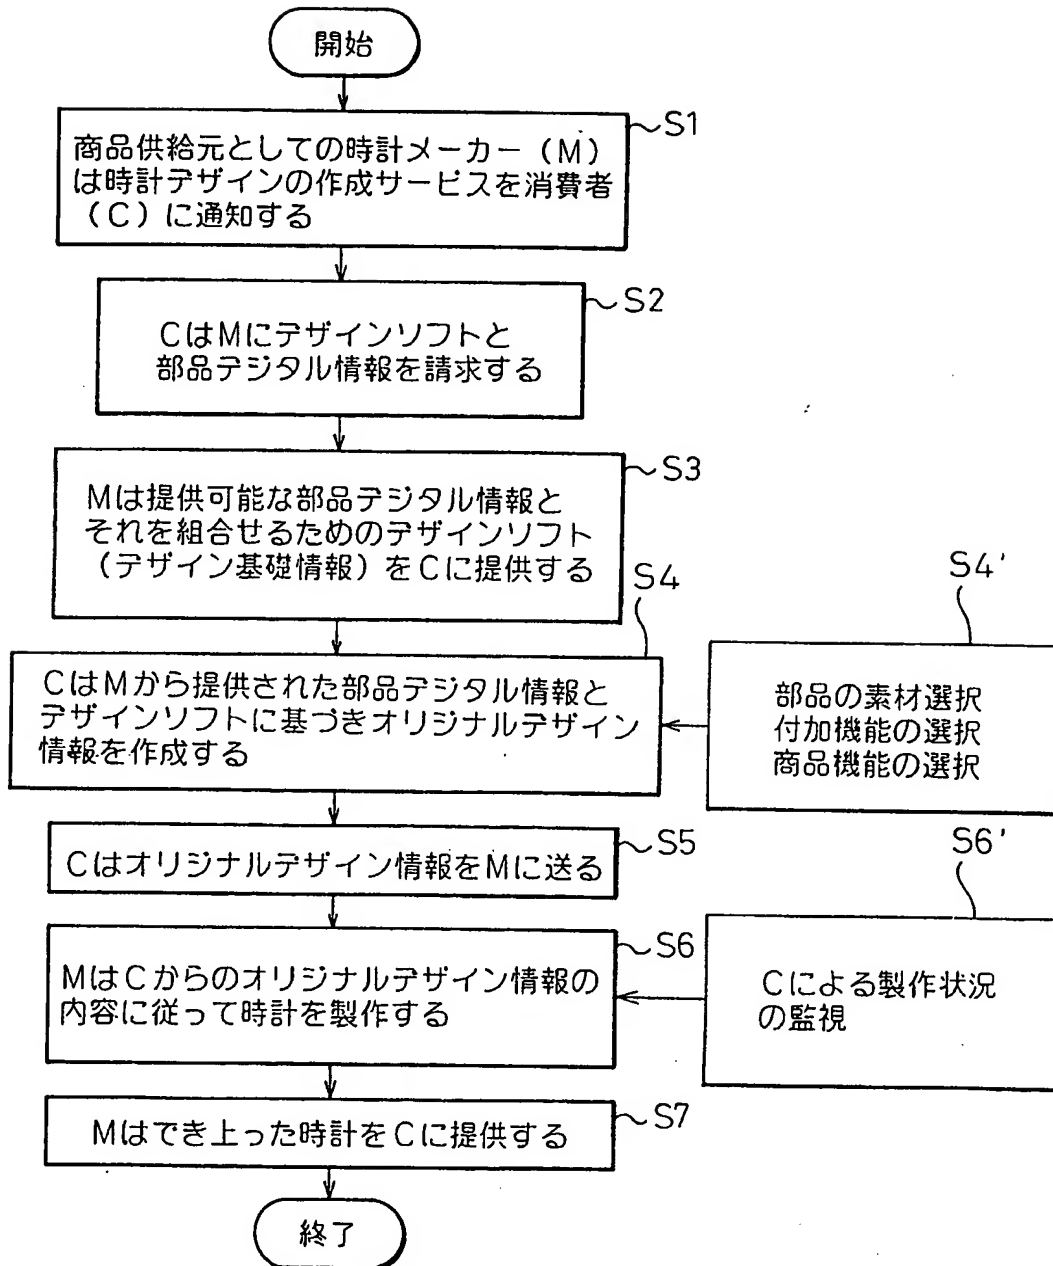 開始
S1
商品供給元としての時計メーカー(M)
は時計デザインの作成サービスを消費者
(C)に通知する
S2
CはMにデザインソフトと
部品デジタル情報を請求する
S3
Mは提供可能な部品デジタル情報と
それを組合せるためのデザインソフト
(デザイン基礎情報)をCに提供する
S4
CはMから提供された部品デジタル情報と
デザインソフトに基づきオリジナルデザイン
情報を作成する
S4'
部品の素材選択
付加機能の選択
商品機能の選択
S5
Cはオリジナルデザイン情報をMに送る
S6
MはCからのオリジナルデザイン情報の
内容に従って時計を製作する
S6'
Cによる製作状況
の監視
S7
Mはでき上った時計をCに提供する
終了